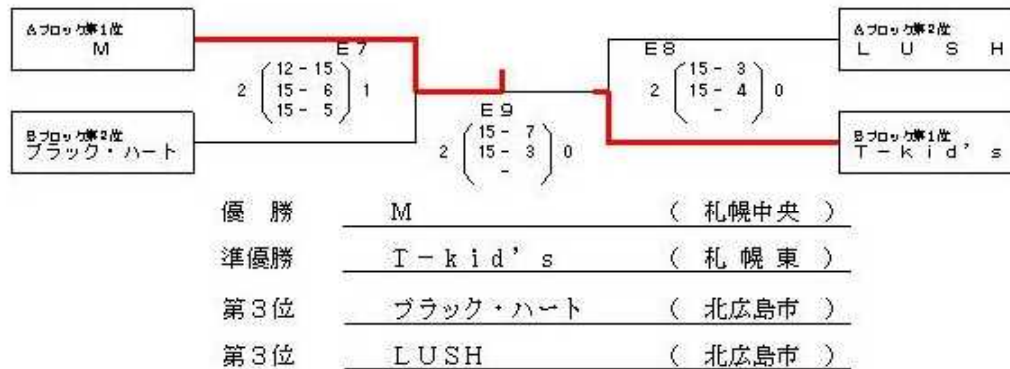 Aブロック第1位
M
Bブロック第2位
ブラック・ハート
E7
2 (12-15 15-6 15-5) 1
E9
2 (15-7 15-3 -) 0
E8
2 (15-3 15-4 -) 0
Aブロック第2位
LUSH
Bブロック第1位
T-kid's
優勝 M ( 札幌中央 )
準優勝 T-kid's ( 札幌東 )
第3位 ブラック・ハート ( 北広島市 )
第3位 LUSH ( 北広島市 )